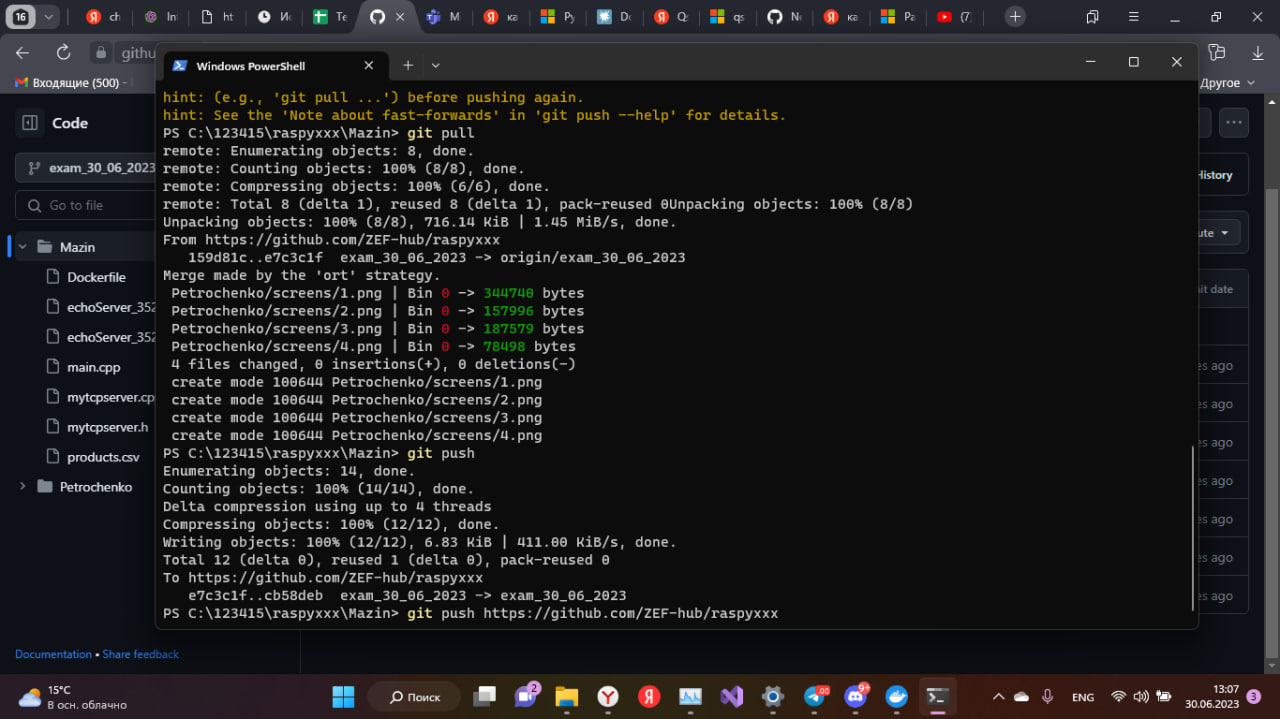 16
ch
In
ht
Ис
Те
М
ка
Py
Do
Qs
qs
Ne
ка
Pa
(7)
githu
Входящие (500) -
Другое
Windows PowerShell
Code
exam_30_06_2023
Go to file
Mazin
Dockerfile
echoServer_352
echoServer_352
main.cpp
mytcpserver.cp
mytcpserver.h
products.csv
Petrochenko
Documentation • Share feedback
hint: (e.g., 'git pull ...') before pushing again.
hint: See the 'Note about fast-forwards' in 'git push --help' for details.
PS C:\123415\raspyxxx\Mazin> git pull
remote: Enumerating objects: 8, done.
remote: Counting objects: 100% (8/8), done.
remote: Compressing objects: 100% (6/6), done.
remote: Total 8 (delta 1), reused 8 (delta 1), pack-reused 0Unpacking objects: 100% (8/8)
Unpacking objects: 100% (8/8), 716.14 KiB | 1.45 MiB/s, done.
From https://github.com/ZEF-hub/raspyxxx
159d81c..e7c3c1f  exam_30_06_2023 -> origin/exam_30_06_2023
Merge made by the 'ort' strategy.
Petrochenko/screens/1.png | Bin 0 -> 344740 bytes
Petrochenko/screens/2.png | Bin 0 -> 157996 bytes
Petrochenko/screens/3.png | Bin 0 -> 187579 bytes
Petrochenko/screens/4.png | Bin 0 -> 78498 bytes
4 files changed, 0 insertions(+), 0 deletions(-)
create mode 100644 Petrochenko/screens/1.png
create mode 100644 Petrochenko/screens/2.png
create mode 100644 Petrochenko/screens/3.png
create mode 100644 Petrochenko/screens/4.png
PS C:\123415\raspyxxx\Mazin> git push
Enumerating objects: 14, done.
Counting objects: 100% (14/14), done.
Delta compression using up to 4 threads
Compressing objects: 100% (12/12), done.
Writing objects: 100% (12/12), 6.83 KiB | 411.00 KiB/s, done.
Total 12 (delta 0), reused 1 (delta 0), pack-reused 0
To https://github.com/ZEF-hub/raspyxxx
e7c3c1f..cb58deb  exam_30_06_2023 -> exam_30_06_2023
PS C:\123415\raspyxxx\Mazin> git push https://github.com/ZEF-hub/raspyxxx
History
ute
it date
es ago
es ago
es ago
es ago
es ago
es ago
es ago
15°C
В осн. облачно
Поиск
2
.00
9+
ENG
13:07
30.06.2023
3